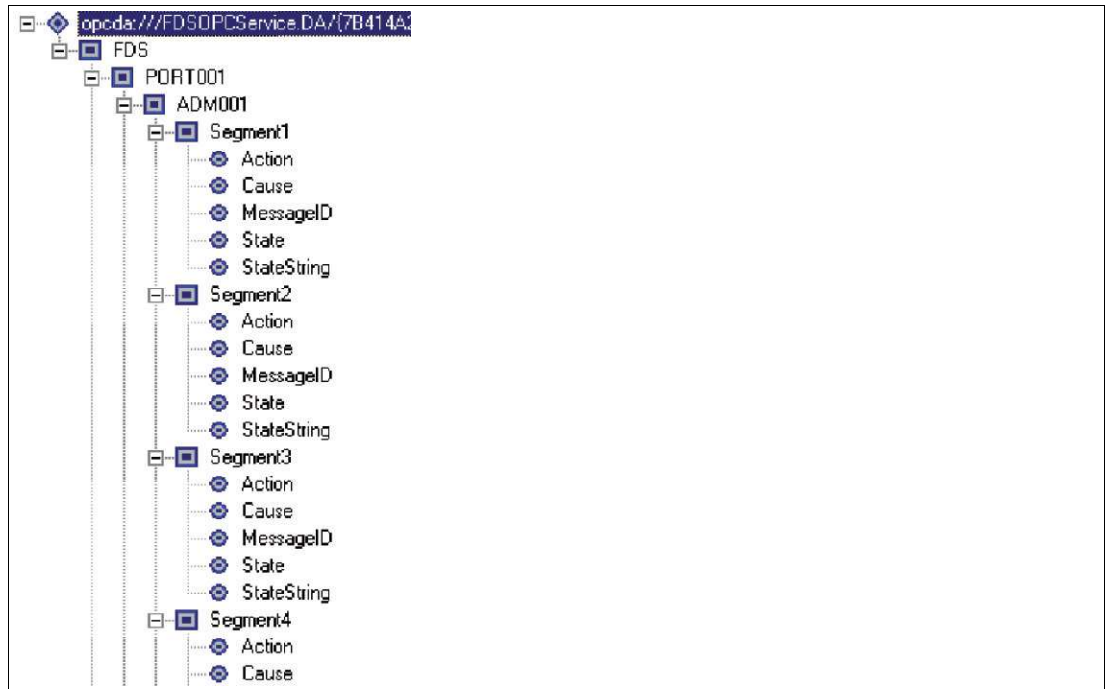 opcda:///FDSOPCService.DA/{7B414A2
FDS
PORT001
ADM001
Segment1
Action
Cause
MessageID
State
StateString
Segment2
Action
Cause
MessageID
State
StateString
Segment3
Action
Cause
MessageID
State
StateString
Segment4
Action
Cause